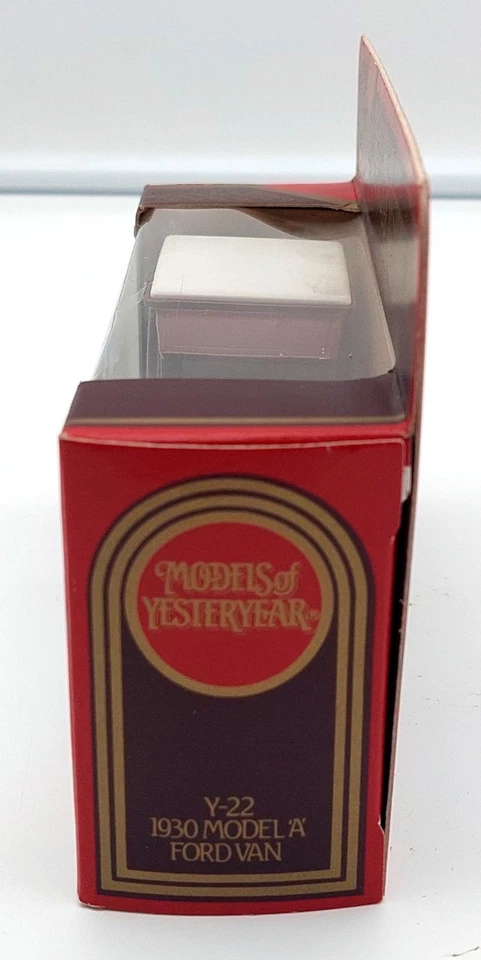 MODELS of
YESTERYEAR®
Y-22
1930 MODEL 'A'
FORD VAN